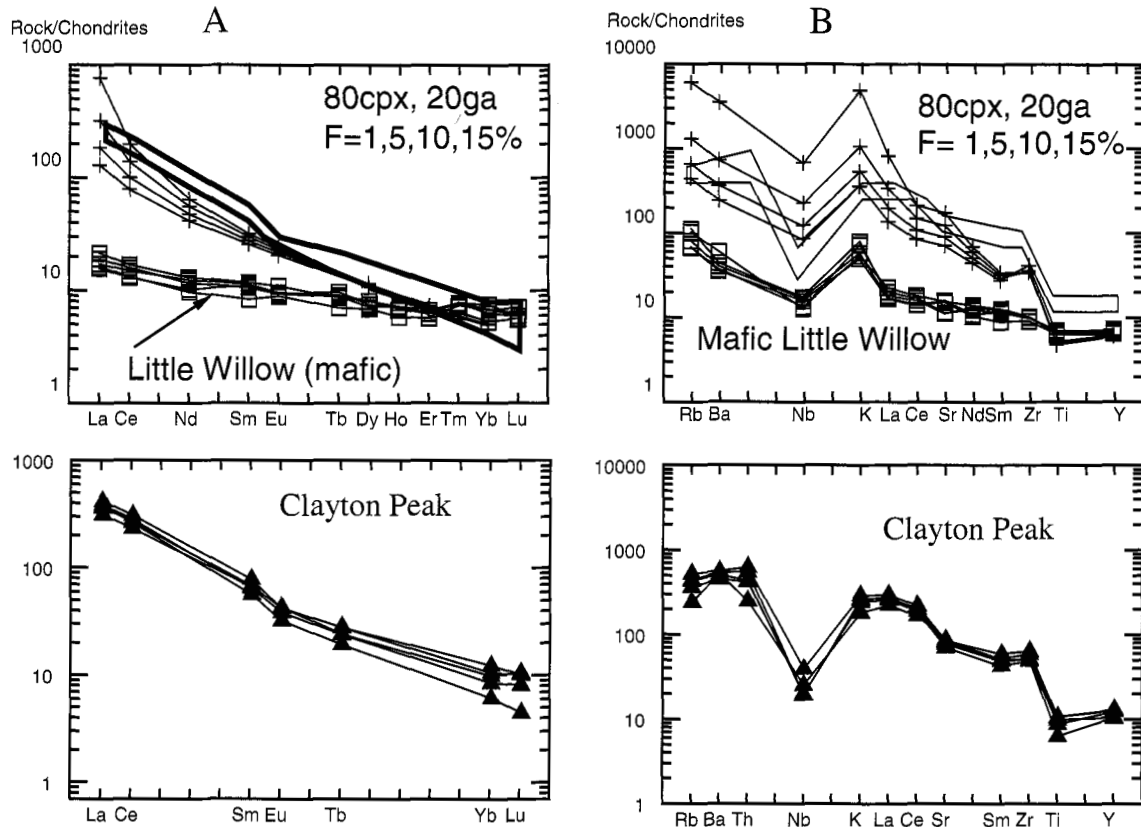 Rock/Chondrites
A
1000
80cpx, 20ga
F=1,5,10,15%
100
10
Little Willow (mafic)
1
La Ce Nd Sm Eu Tb Dy Ho Er Tm Yb Lu
Rock/Chondrites
B
10000
80cpx, 20ga
F= 1,5,10,15%
1000
100
10
Mafic Little Willow
1
Rb Ba Nb K La Ce Sr Nd Sm Zr Ti Y
1000
Clayton Peak
100
10
1
La Ce Sm Eu Tb Yb Lu
10000
Clayton Peak
1000
100
10
1
Rb Ba Th Nb K La Ce Sr Sm Zr Ti Y